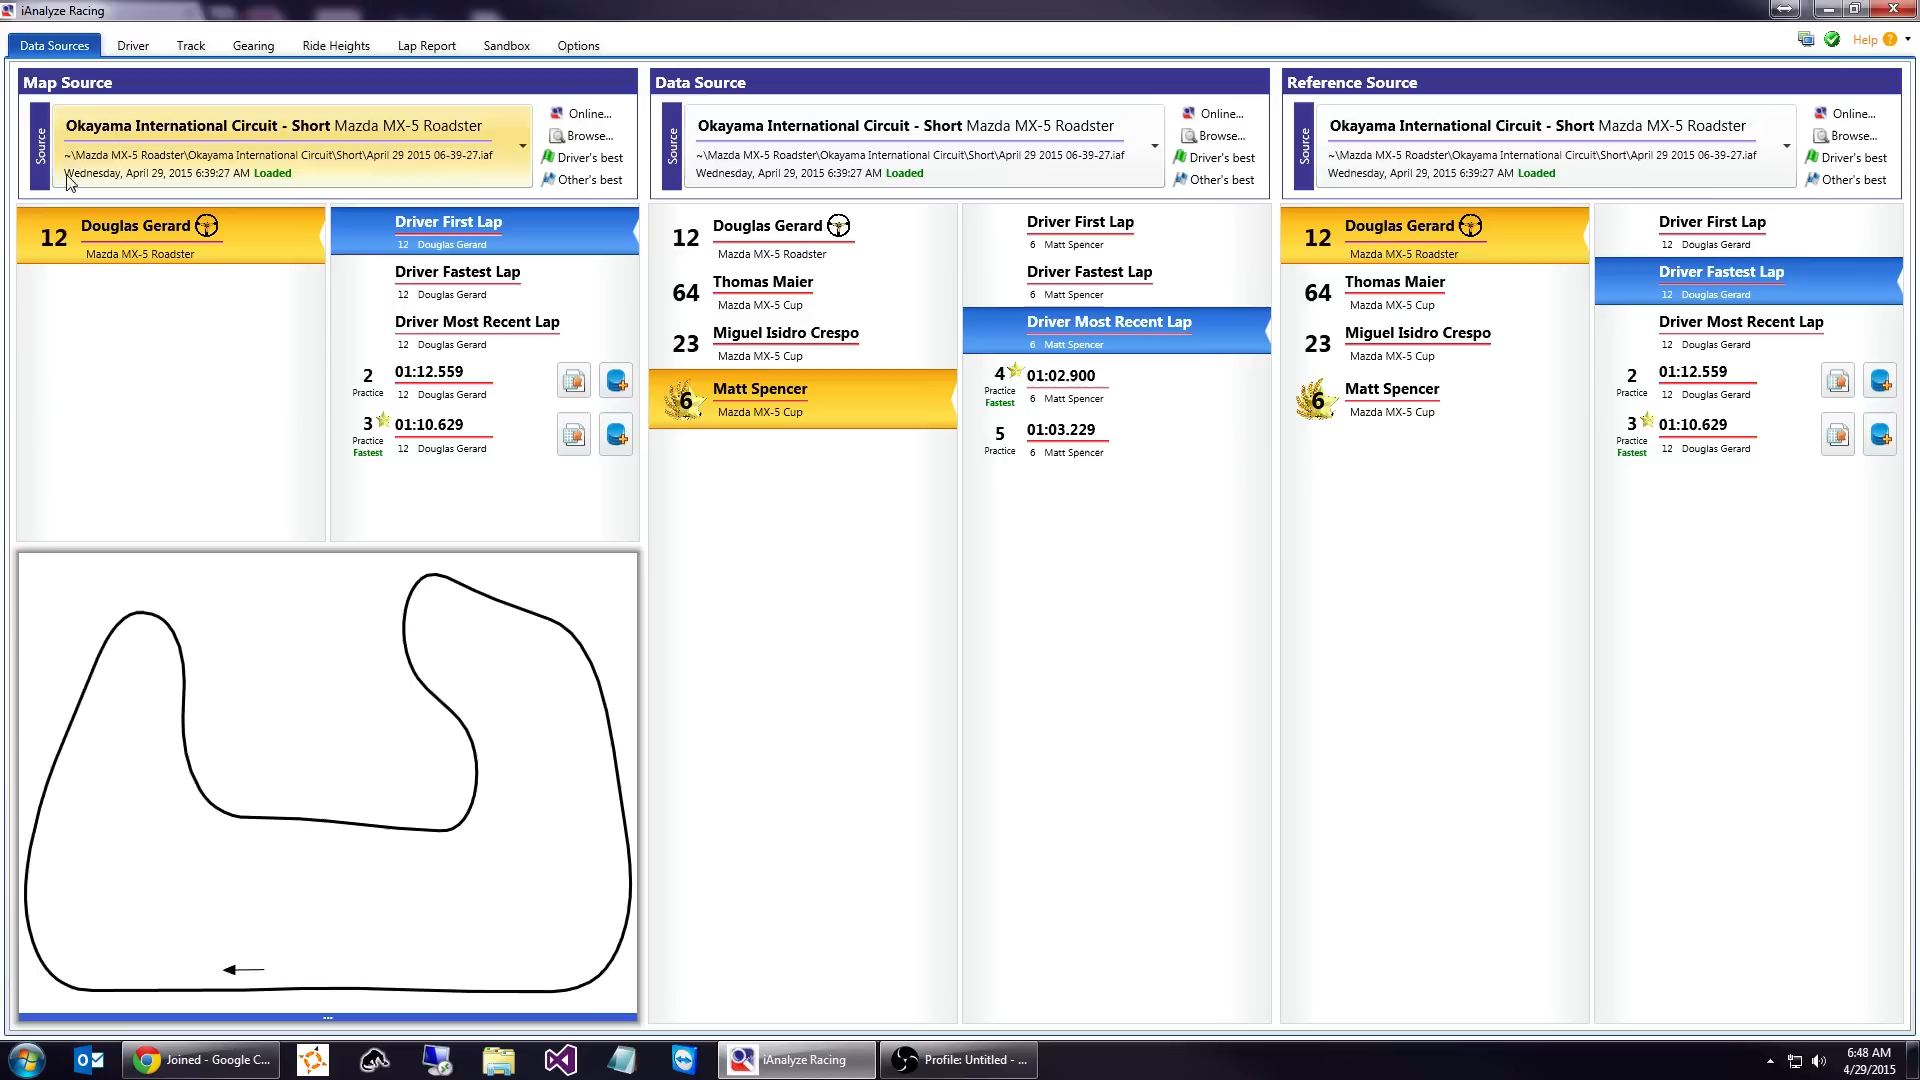 iAnalyze Racing
Data Sources
Driver
Track
Gearing
Ride Heights
Lap Report
Sandbox
Options
Help
Map Source
Source
Okayama International Circuit - Short Mazda MX-5 Roadster
~\Mazda MX-5 Roadster\Okayama International Circuit\Short\April 29 2015 06-39-27.iaf
Wednesday, April 29, 2015 6:39:27 AM Loaded
Online...
Browse...
Driver's best
Other's best
12 Douglas Gerard
Mazda MX-5 Roadster
Driver First Lap
12 Douglas Gerard
Driver Fastest Lap
12 Douglas Gerard
Driver Most Recent Lap
12 Douglas Gerard
2 01:12.559
Practice 12 Douglas Gerard
3 01:10.629
Practice 12 Douglas Gerard
Fastest
...
Data Source
Source
Okayama International Circuit - Short Mazda MX-5 Roadster
~\Mazda MX-5 Roadster\Okayama International Circuit\Short\April 29 2015 06-39-27.iaf
Wednesday, April 29, 2015 6:39:27 AM Loaded
Online...
Browse...
Driver's best
Other's best
12 Douglas Gerard
Mazda MX-5 Roadster
64 Thomas Maier
Mazda MX-5 Cup
23 Miguel Isidro Crespo
Mazda MX-5 Cup
6 Matt Spencer
Mazda MX-5 Cup
Driver First Lap
6 Matt Spencer
Driver Fastest Lap
6 Matt Spencer
Driver Most Recent Lap
6 Matt Spencer
4 01:02.900
Practice 6 Matt Spencer
Fastest
5 01:03.229
Practice 6 Matt Spencer
Reference Source
Source
Okayama International Circuit - Short Mazda MX-5 Roadster
~\Mazda MX-5 Roadster\Okayama International Circuit\Short\April 29 2015 06-39-27.iaf
Wednesday, April 29, 2015 6:39:27 AM Loaded
Online...
Browse...
Driver's best
Other's best
12 Douglas Gerard
Mazda MX-5 Roadster
64 Thomas Maier
Mazda MX-5 Cup
23 Miguel Isidro Crespo
Mazda MX-5 Cup
6 Matt Spencer
Mazda MX-5 Cup
Driver First Lap
12 Douglas Gerard
Driver Fastest Lap
12 Douglas Gerard
Driver Most Recent Lap
12 Douglas Gerard
2 01:12.559
Practice 12 Douglas Gerard
3 01:10.629
Practice 12 Douglas Gerard
Fastest
Joined - Google C...
iAnalyze Racing
Profile: Untitled - ...
6:48 AM
4/29/2015